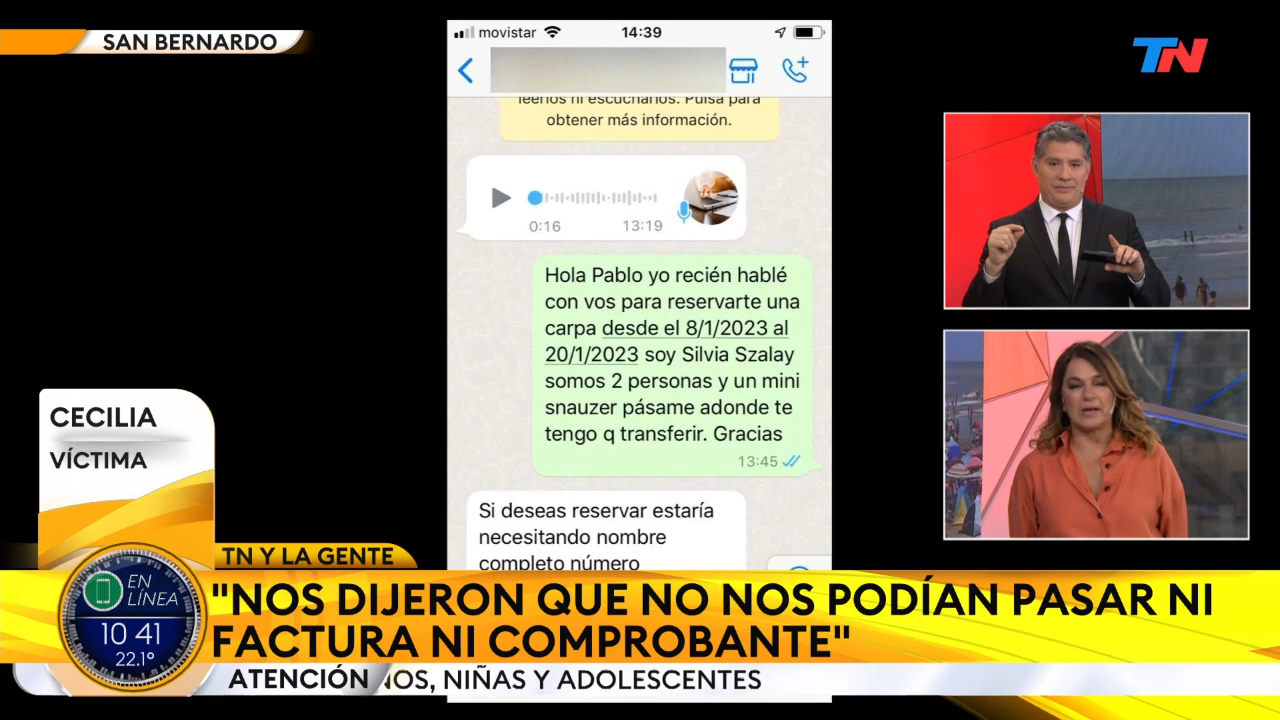 SAN BERNARDO
TN
movistar
14:39
leerlos ni escucharlos. Pulsa para
obtener más información.
0:16
13:19
Hola Pablo yo recién hablé
con vos para reservarte una
carpa desde el 8/1/2023 al
20/1/2023 soy Silvia Szalay
somos 2 personas y un mini
snauzer pásame adonde te
tengo q transferir. Gracias
13:45
Si deseas reservar estaría
necesitando nombre
completo número
CECILIA
VÍCTIMA
TN Y LA GENTE
EN
LÍNEA
10 41
22.1°
"NOS DIJERON QUE NO NOS PODÍAN PASAR NI
FACTURA NI COMPROBANTE"
ATENCIÓN
NIÑAS Y ADOLESCENTES